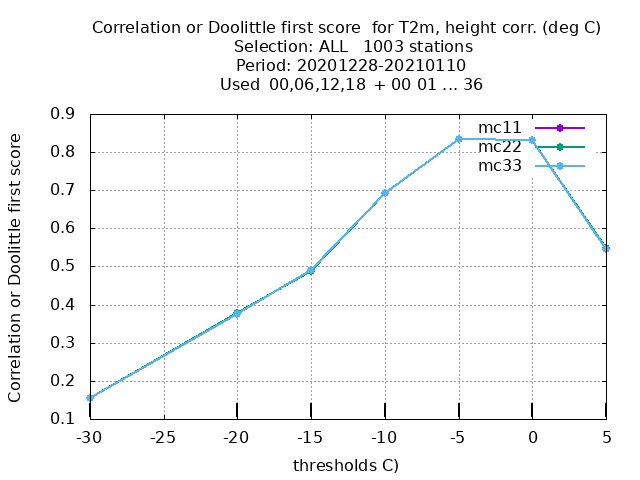 Correlation or Doolittle first score  for T2m, height corr. (deg C)
Selection: ALL   1003 stations
Period: 20201228-20210110
Used  00,06,12,18  + 00 01 ... 36
mc11
mc22
mc33
Correlation or Doolittle first score
0.9
0.8
0.7
0.6
0.5
0.4
0.3
0.2
0.1
-30 -25 -20 -15 -10 -5 0 5
thresholds C)